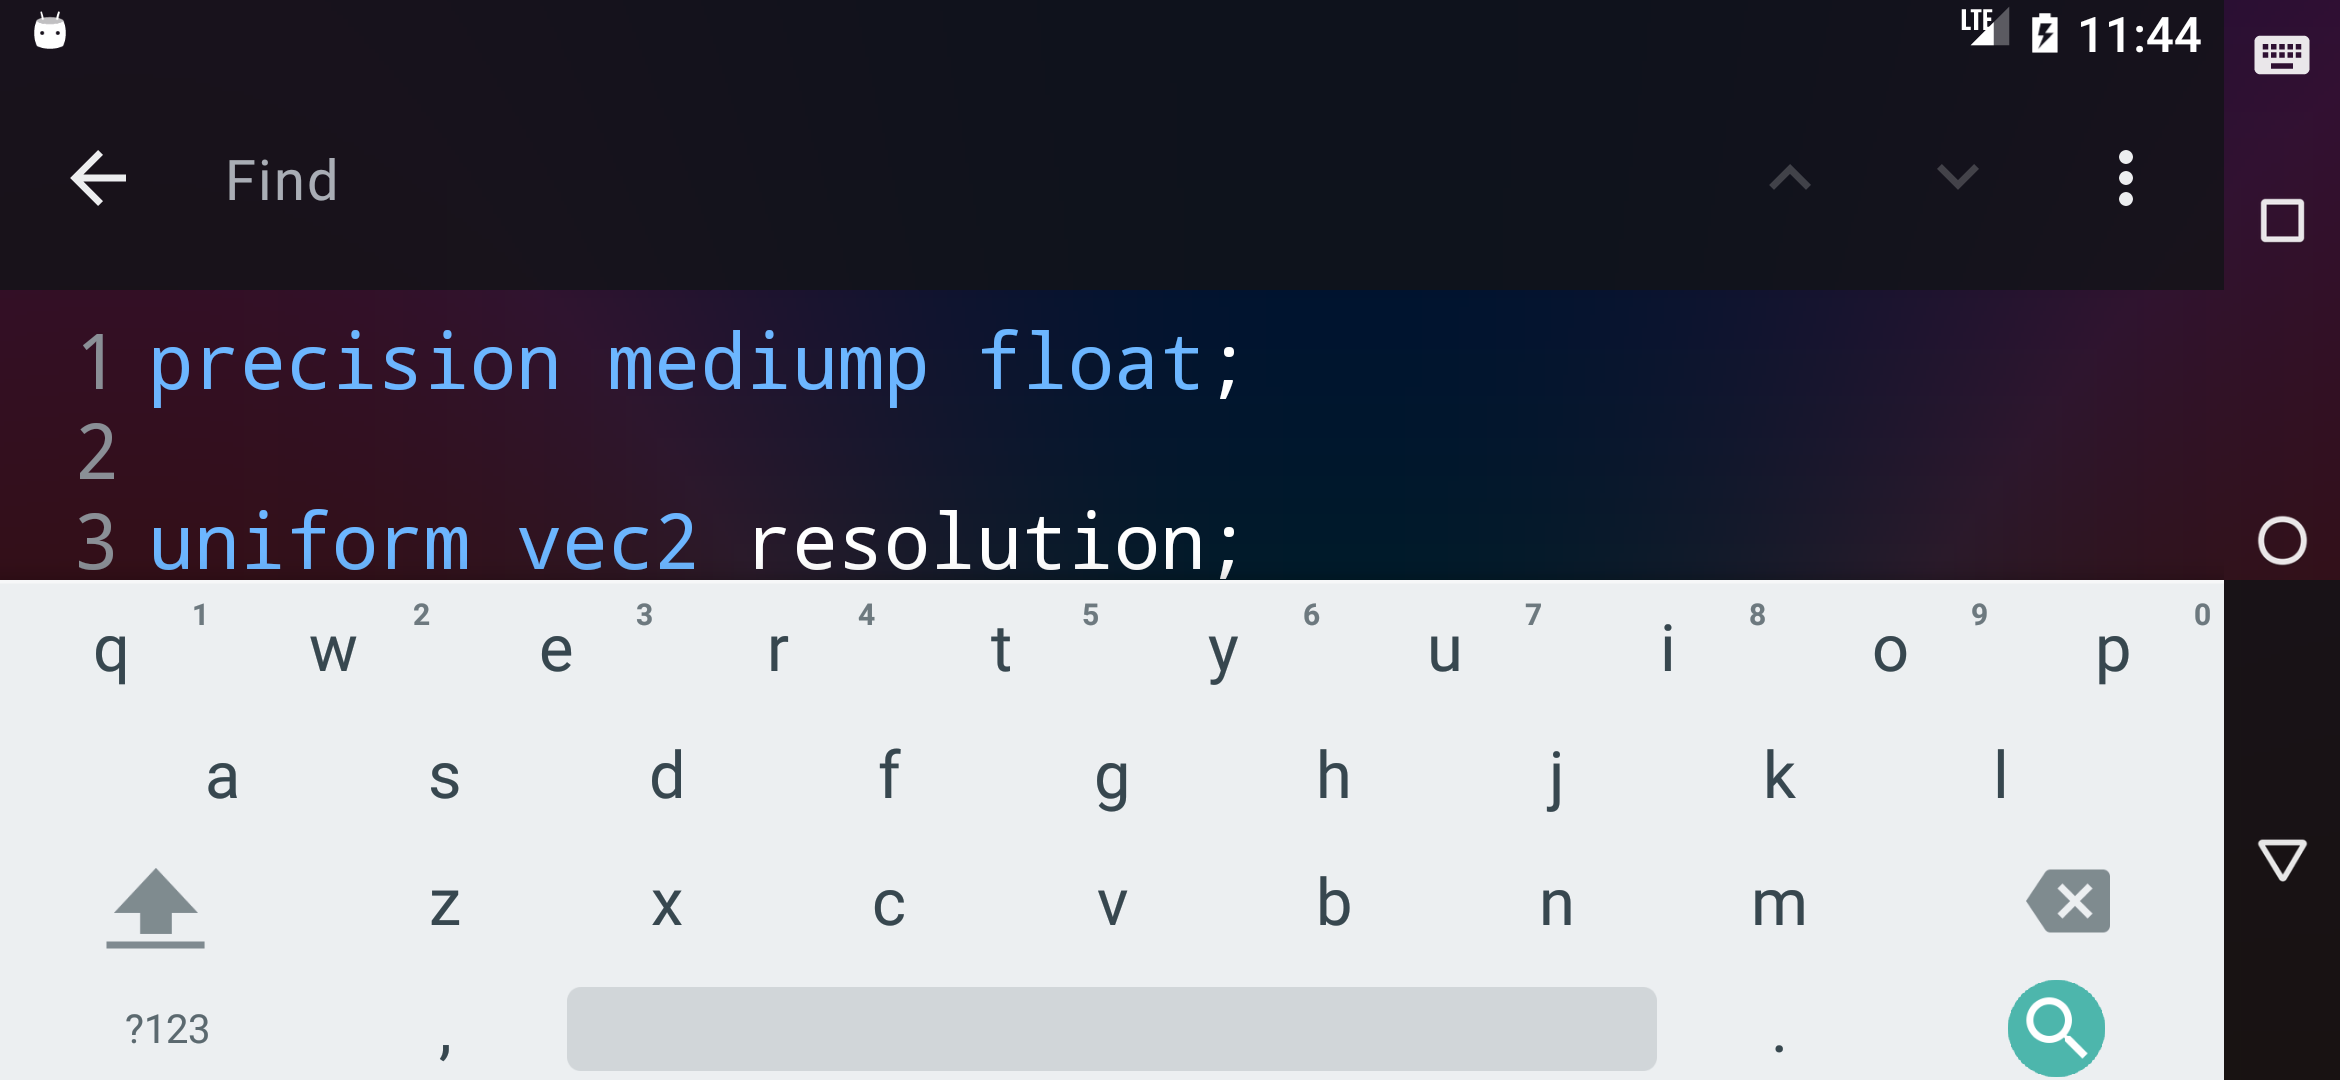 LTE 11:44
Find
1 precision mediump float;
2
3 uniform vec2 resolution;
q 1 w 2 e 3 r 4 t 5 y 6 u 7 i 8 o 9 p 0
a s d f g h j k l
z x c v b n m
?123 , .